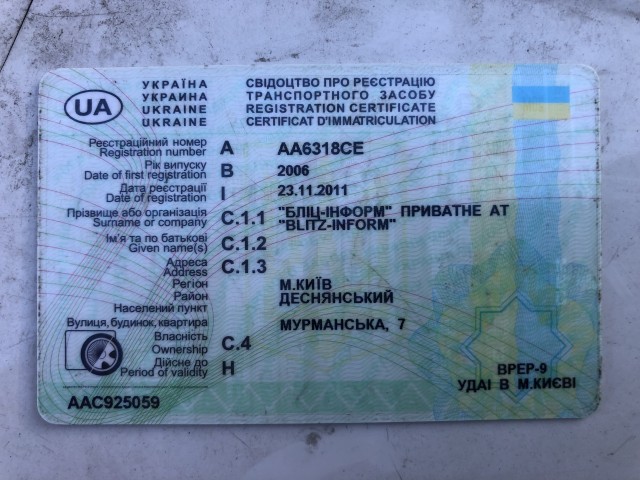 UA
УКРАЇНА
УКРАИНА
UKRAINE
UKRAINE
СВІДОЦТВО ПРО РЕЄСТРАЦІЮ
ТРАНСПОРТНОГО ЗАСОБУ
REGISTRATION CERTIFICATE
CERTIFICAT D'IMMATRICULATION
Реєстраційний номер
Registration number A AA6318CE
Рік випуску
Date of first registration B 2006
Дата реєстрації
Date of registration I 23.11.2011
Прізвище або організація
Surname or company C.1.1 "БЛІЦ-ІНФОРМ" ПРИВАТНЕ АТ
"BLITZ-INFORM"
Ім'я та по батькові
Given name(s) C.1.2
Адреса
Address C.1.3
Регіон М.КИЇВ
Район ДЕСНЯНСЬКИЙ
Населений пункт
Вулиця, будинок, квартира МУРМАНСЬКА, 7
Власність
Ownership C.4
Дійсне до
Period of validity H
ВРЕР-9
УДАІ В М.КИЄВІ
AAC925059